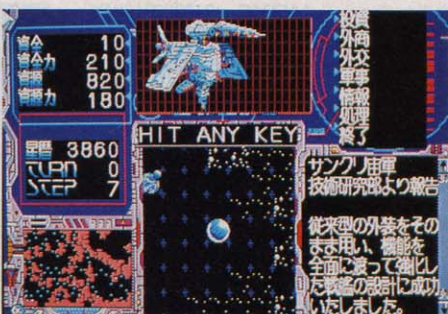 資金 10
資金力 210
資源 820
資源力 180
星暦 3860
TURN 0
STEP 7
HIT ANY KEY
投資
外商
外交
軍事
情報
処理
終了
サンクリ宙軍
技術研究部より報告
従来型の外装をその
まま用い、機能を
全面に渡って強化し
た戦艦の設計に成功
いたしました。